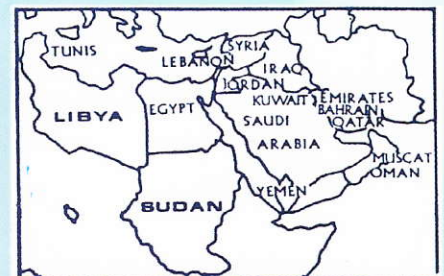 TUNIS
SYRIA
LEBANON
IRAQ
JORDAN
LIBYA
EGYPT
KUWAIT
EMIRATES
BAHRAIN
QATAR
SAUDI
ARABIA
MUSCAT
OMAN
YEMEN
SUDAN